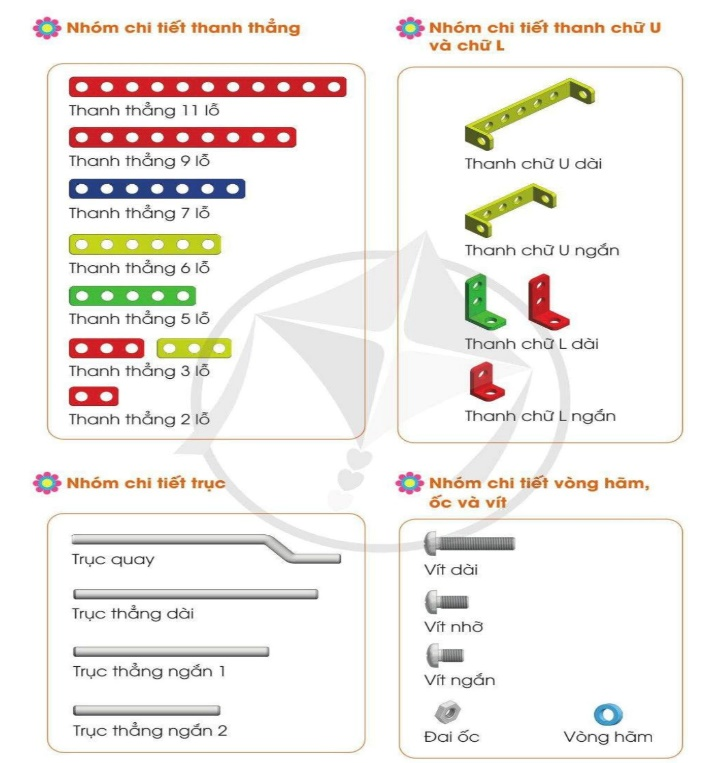 Nhóm chi tiết thanh thẳng
Thanh thẳng 11 lỗ
Thanh thẳng 9 lỗ
Thanh thẳng 7 lỗ
Thanh thẳng 6 lỗ
Thanh thẳng 5 lỗ
Thanh thẳng 3 lỗ
Thanh thẳng 2 lỗ
Nhóm chi tiết thanh chữ U
và chữ L
Thanh chữ U dài
Thanh chữ U ngắn
Thanh chữ L dài
Thanh chữ L ngắn
Nhóm chi tiết trục
Trục quay
Trục thẳng dài
Trục thẳng ngắn 1
Trục thẳng ngắn 2
Nhóm chi tiết vòng hãm,
ốc và vít
Vít dài
Vít nhỡ
Vít ngắn
Đai ốc
Vòng hãm